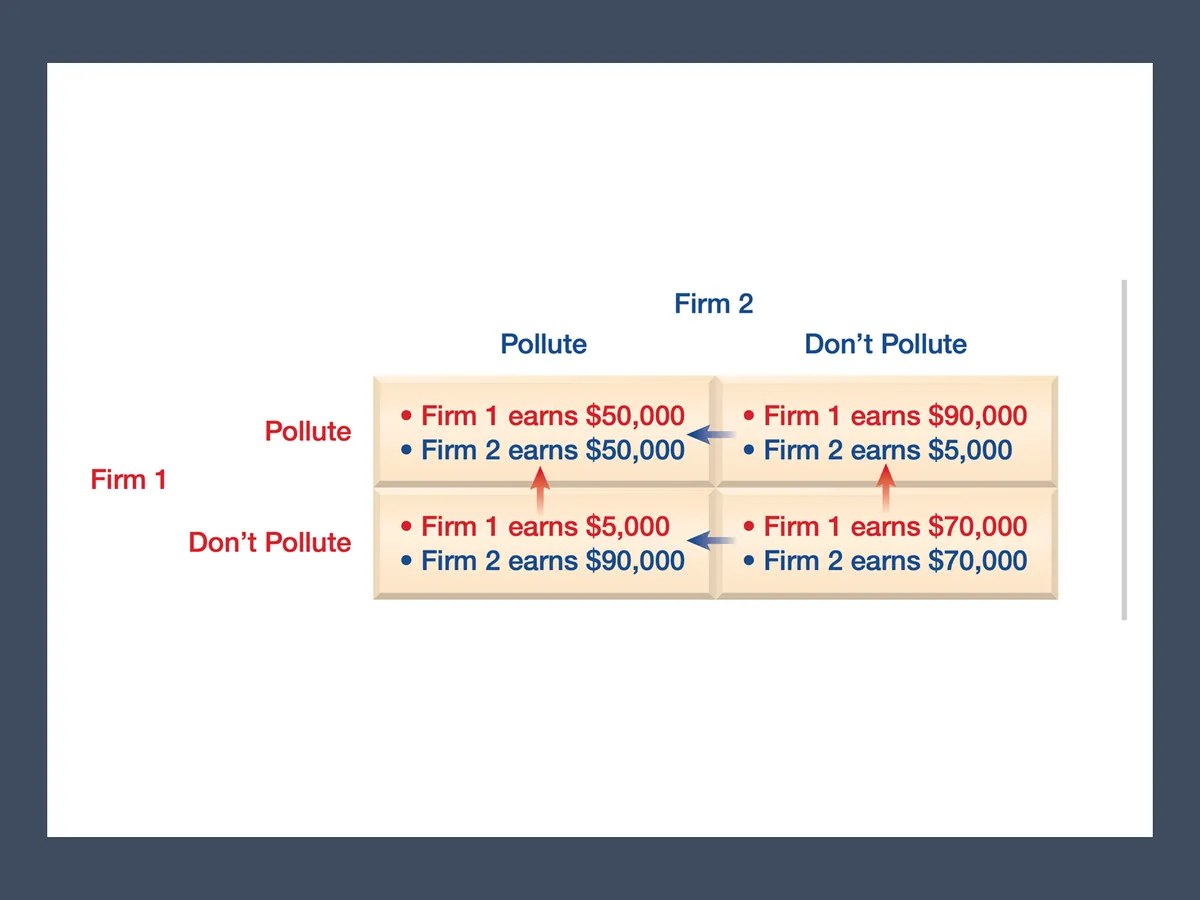 Firm 2
Pollute Don’t Pollute
Firm 1
Pollute
• Firm 1 earns $50,000
• Firm 2 earns $50,000
• Firm 1 earns $90,000
• Firm 2 earns $5,000
Don’t Pollute
• Firm 1 earns $5,000
• Firm 2 earns $90,000
• Firm 1 earns $70,000
• Firm 2 earns $70,000